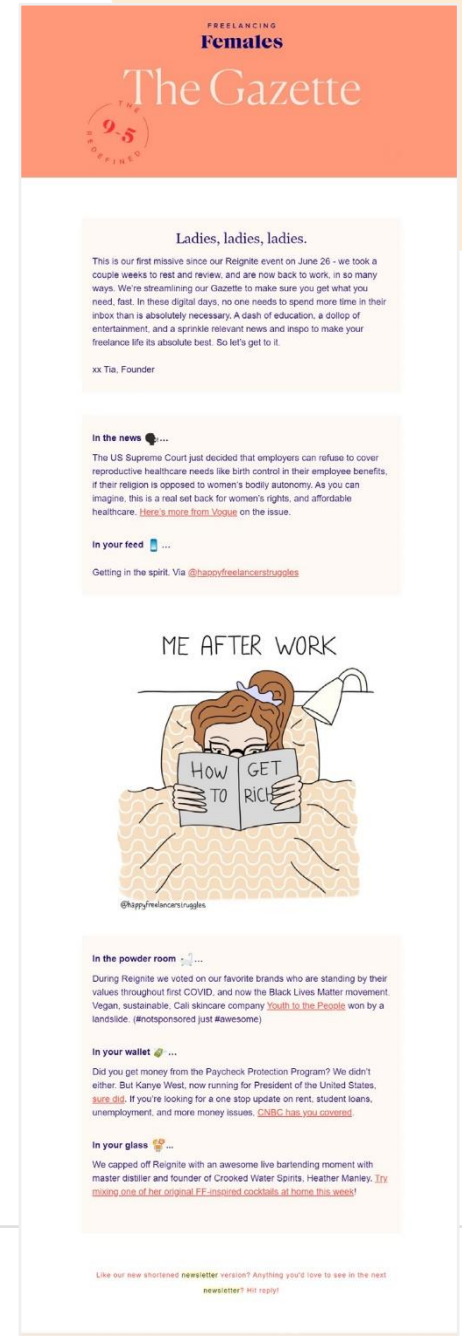 FREELANCING
Females
The Gazette
THE
9-5
REDEFINED
Ladies, ladies, ladies.
This is our first missive since our Reignite event on June 26 - we took a
couple weeks to rest and review, and are now back to work, in so many
ways. We're streamlining our Gazette to make sure you get what you
need, fast. In these digital days, no one needs to spend more time in their
inbox than is absolutely necessary. A dash of education, a dollop of
entertainment, and a sprinkle relevant news and inspo to make your
freelance life its absolute best. So let's get to it.
xx Tia, Founder
In the news 🗣️...
The US Supreme Court just decided that employers can refuse to cover
reproductive healthcare needs like birth control in their employee benefits,
if their religion is opposed to women's bodily autonomy. As you can
imagine, this is a real set back for women's rights, and affordable
healthcare. Here's more from Vogue on the issue.
In your feed 📱 ...
Getting in the spirit. Via @happyfreelancerstruggles
ME AFTER WORK
HOW GET
TO RICH
@happyfreelancerstruggles
In the powder room 🛁...
During Reignite we voted on our favorite brands who are standing by their
values throughout first COVID, and now the Black Lives Matter movement.
Vegan, sustainable, Cali skincare company Youth to the People won by a
landslide. (#notsponsored just #awesome)
In your wallet 💸...
Did you get money from the Paycheck Protection Program? We didn't
either. But Kanye West, now running for President of the United States,
sure did. If you're looking for a one stop update on rent, student loans,
unemployment, and more money issues, CNBC has you covered.
In your glass 🍹...
We capped off Reignite with an awesome live bartending moment with
master distiller and founder of Crooked Water Spirits, Heather Manley. Try
mixing one of her original FF-inspired cocktails at home this week!
Like our new shortened newsletter version? Anything you'd love to see in the next
newsletter? Hit reply!